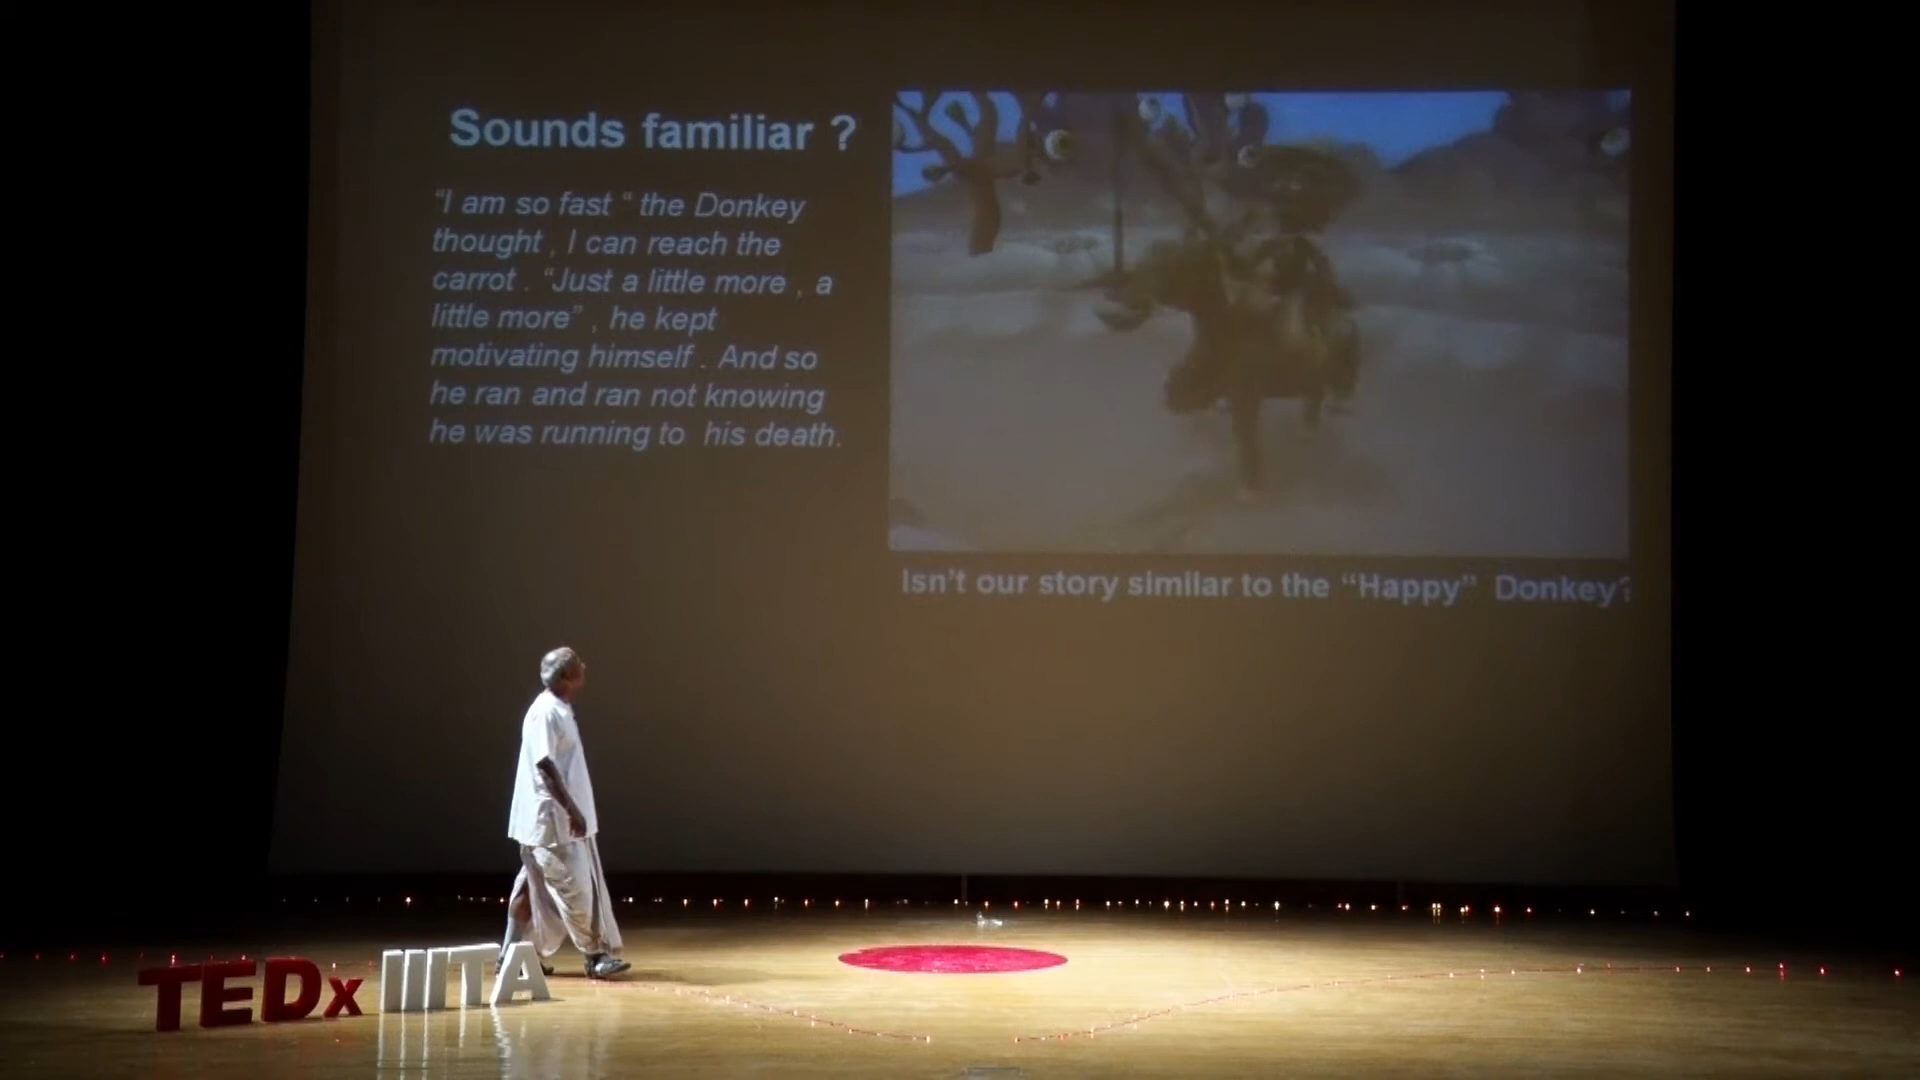 Sounds familiar ?
"I am so fast " the Donkey
thought , I can reach the
carrot . "Just a little more , a
little more" , he kept
motivating himself . And so
he ran and ran not knowing
he was running to his death.
Isn't our story similar to the "Happy" Donkey?
TEDx IIITA